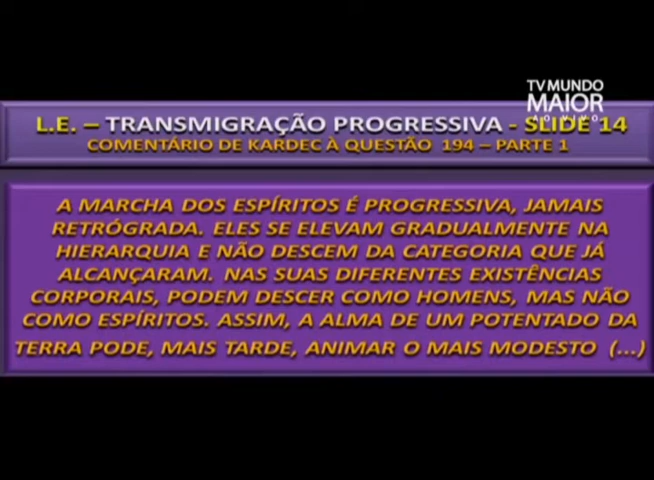 TV MUNDO
MAIOR
AO VIVO
L.E. – TRANSMIGRAÇÃO PROGRESSIVA - SLIDE 14
COMENTÁRIO DE KARDEC À QUESTÃO 194 – PARTE 1
A MARCHA DOS ESPÍRITOS É PROGRESSIVA, JAMAIS
RETRÓGRADA. ELES SE ELEVAM GRADUALMENTE NA
HIERARQUIA E NÃO DESCEM DA CATEGORIA QUE JÁ
ALCANÇARAM. NAS SUAS DIFERENTES EXISTÊNCIAS
CORPORAIS, PODEM DESCER COMO HOMENS, MAS NÃO
COMO ESPÍRITOS. ASSIM, A ALMA DE UM POTENTADO DA
TERRA PODE, MAIS TARDE, ANIMAR O MAIS MODESTO (...)